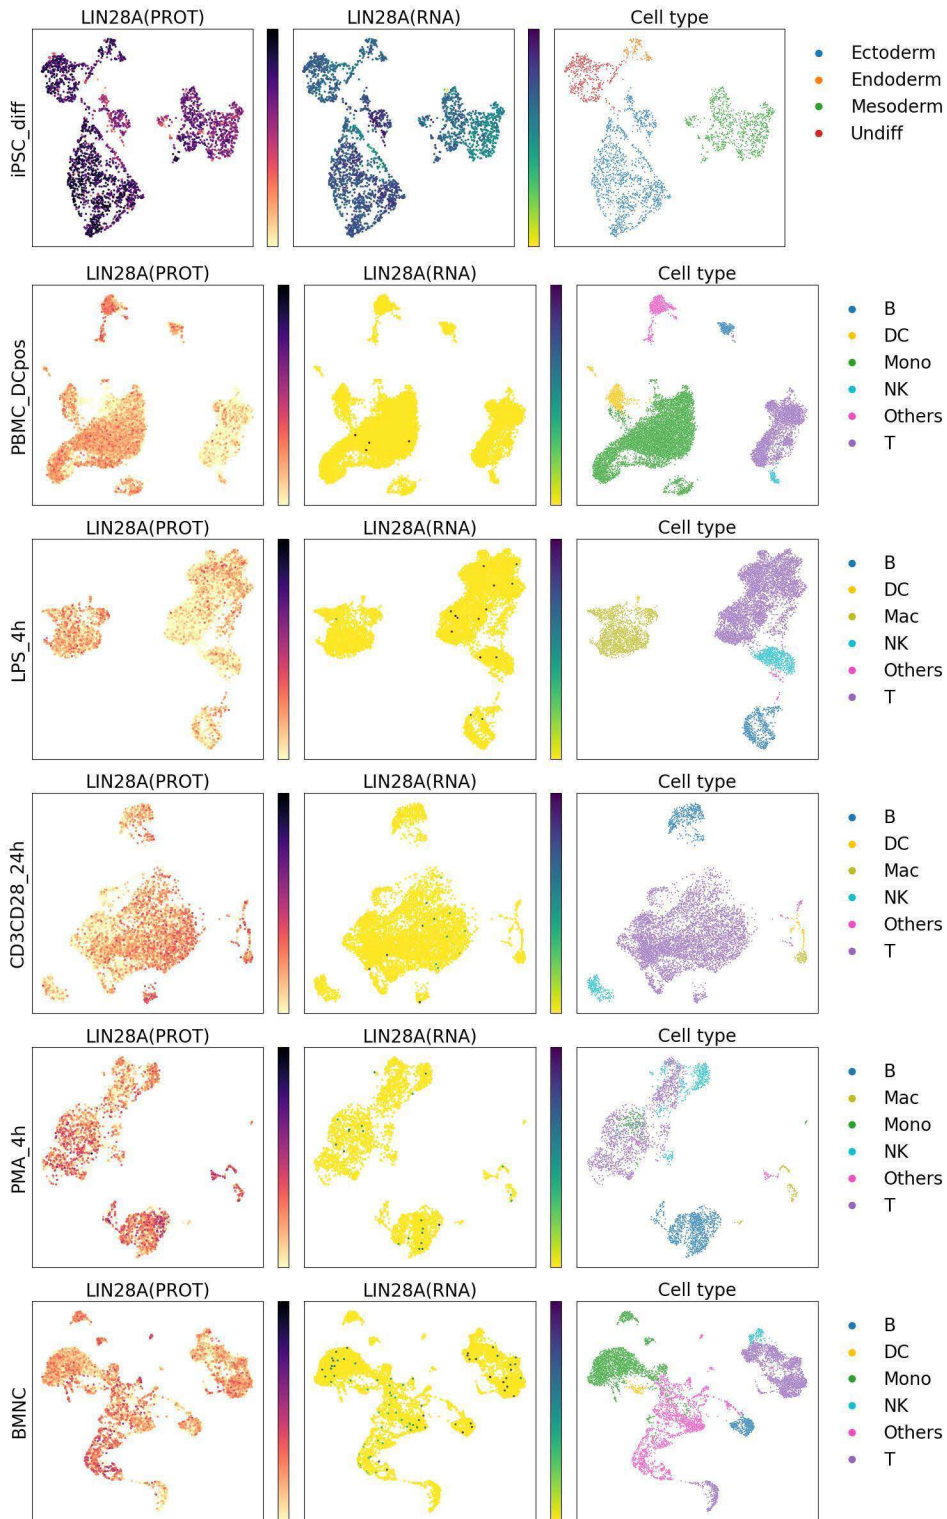 LIN28A(PROT) LIN28A(RNA) Cell type
iPSC_diff
Ectoderm
Endoderm
Mesoderm
Undiff
LIN28A(PROT) LIN28A(RNA) Cell type
PBMC_DCpos
B
DC
Mono
NK
Others
T
LIN28A(PROT) LIN28A(RNA) Cell type
LPS_4h
B
DC
Mac
NK
Others
T
LIN28A(PROT) LIN28A(RNA) Cell type
CD3CD28_24h
B
DC
Mac
NK
Others
T
LIN28A(PROT) LIN28A(RNA) Cell type
PMA_4h
B
Mac
Mono
NK
Others
T
LIN28A(PROT) LIN28A(RNA) Cell type
BMNC
B
DC
Mono
NK
Others
T